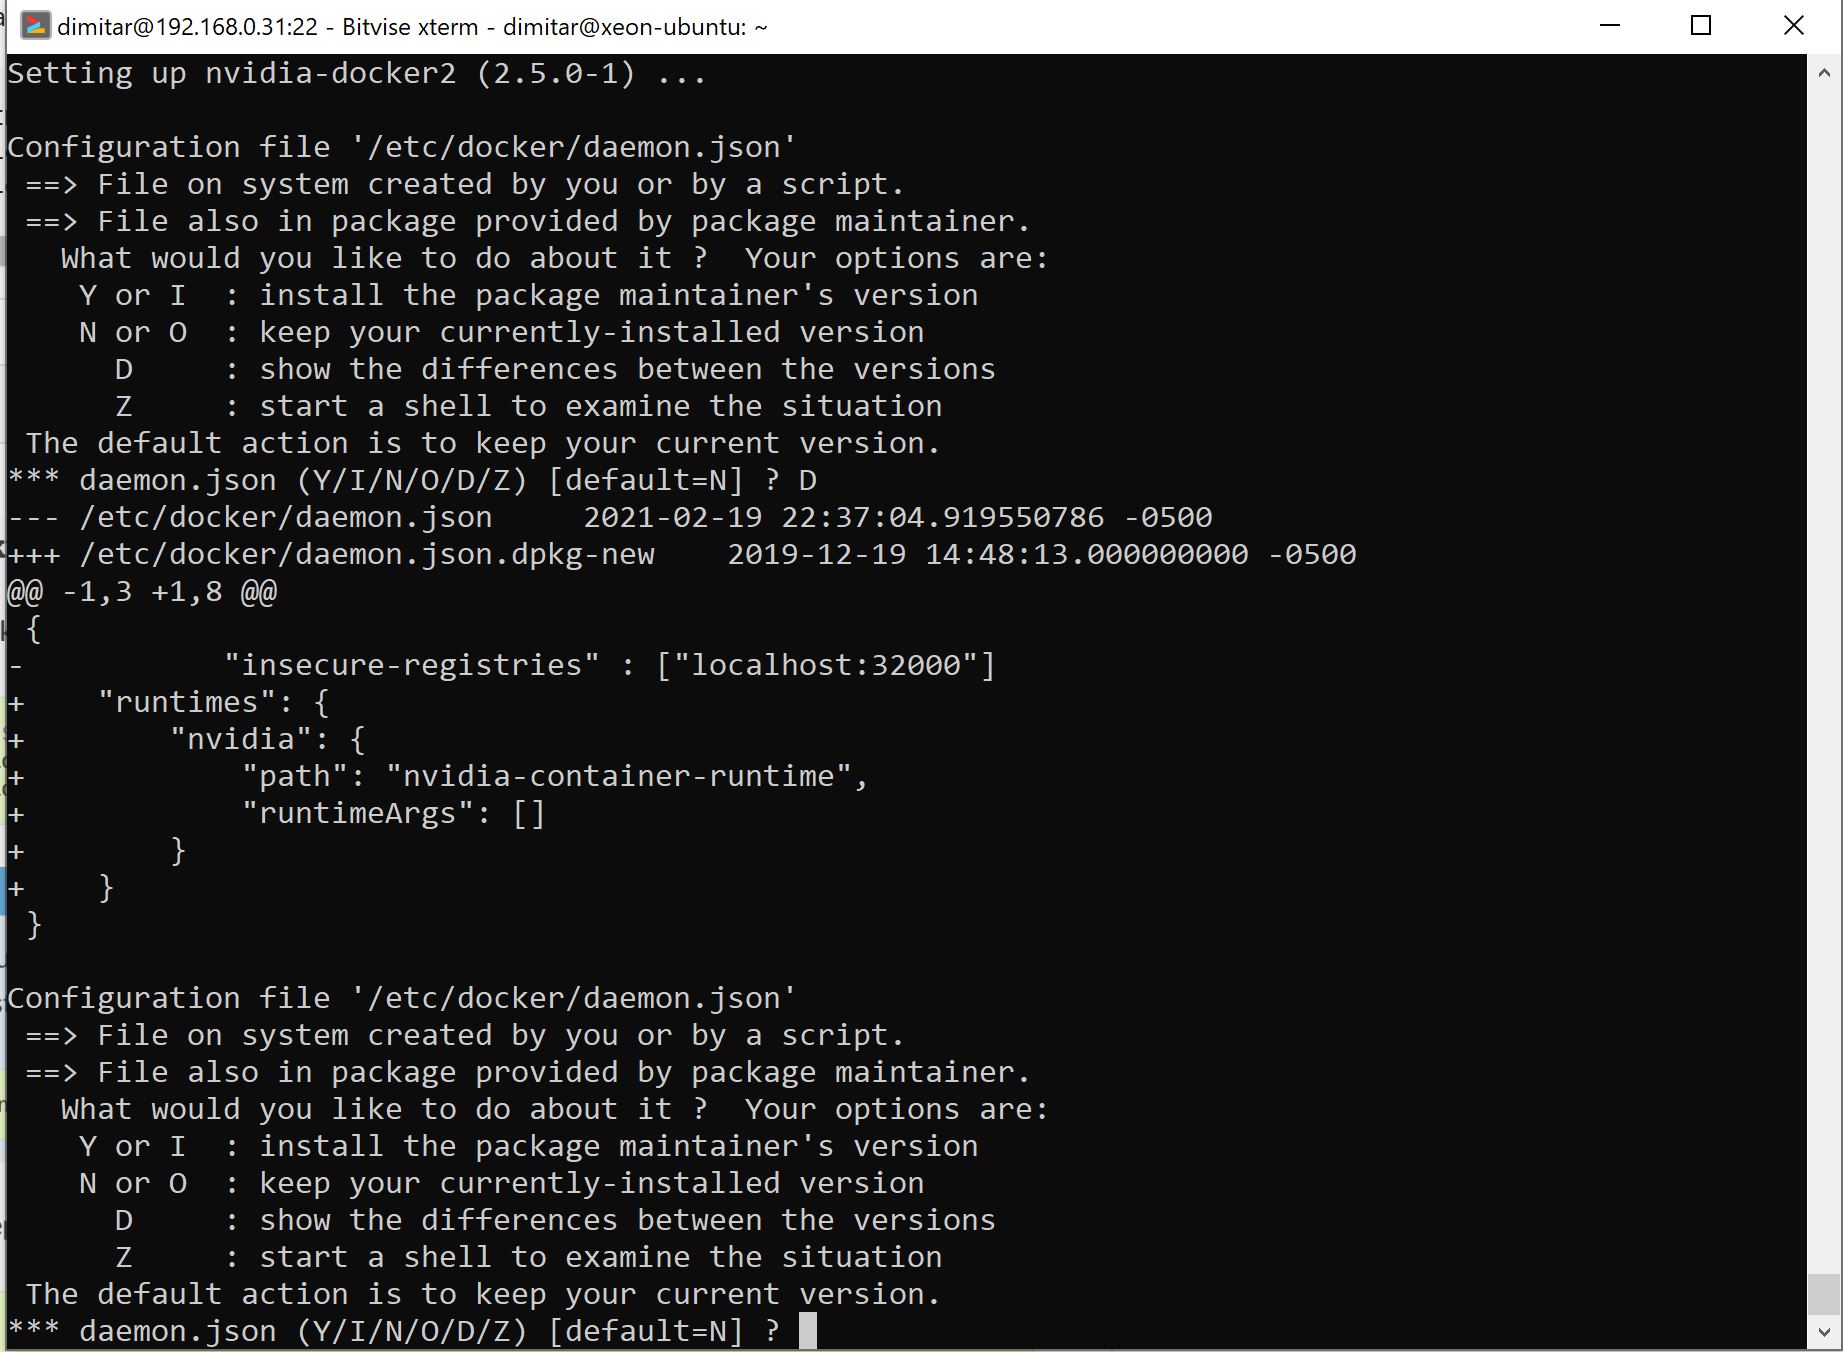 dimitar@192.168.0.31:22 - Bitvise xterm - dimitar@xeon-ubuntu: ~
Setting up nvidia-docker2 (2.5.0-1) ...
Configuration file '/etc/docker/daemon.json'
 ==> File on system created by you or by a script.
 ==> File also in package provided by package maintainer.
   What would you like to do about it ?  Your options are:
    Y or I  : install the package maintainer's version
    N or O  : keep your currently-installed version
      D     : show the differences between the versions
      Z     : start a shell to examine the situation
 The default action is to keep your current version.
*** daemon.json (Y/I/N/O/D/Z) [default=N] ? D
--- /etc/docker/daemon.json     2021-02-19 22:37:04.919550786 -0500
+++ /etc/docker/daemon.json.dpkg-new    2019-12-19 14:48:13.000000000 -0500
@@ -1,3 +1,8 @@
 {
-           "insecure-registries" : ["localhost:32000"]
+    "runtimes": {
+        "nvidia": {
+            "path": "nvidia-container-runtime",
+            "runtimeArgs": []
+        }
+    }
 }
Configuration file '/etc/docker/daemon.json'
 ==> File on system created by you or by a script.
 ==> File also in package provided by package maintainer.
   What would you like to do about it ?  Your options are:
    Y or I  : install the package maintainer's version
    N or O  : keep your currently-installed version
      D     : show the differences between the versions
      Z     : start a shell to examine the situation
 The default action is to keep your current version.
*** daemon.json (Y/I/N/O/D/Z) [default=N] ?